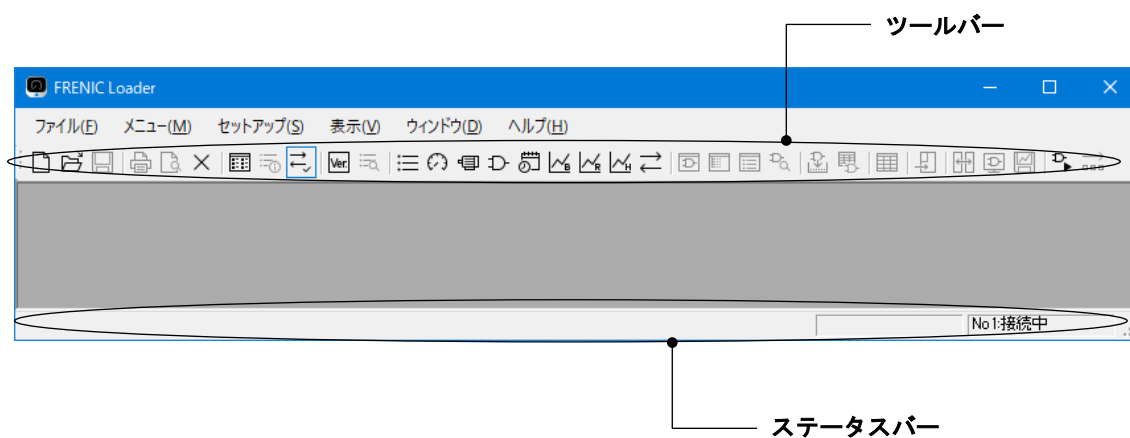 ツールバー
FRENIC Loader
ファイル(F) メニュー(M) セットアップ(S) 表示(V) ウィンドウ(D) ヘルプ(H)
Ver. B R H
No1:接続中
ステータスバー